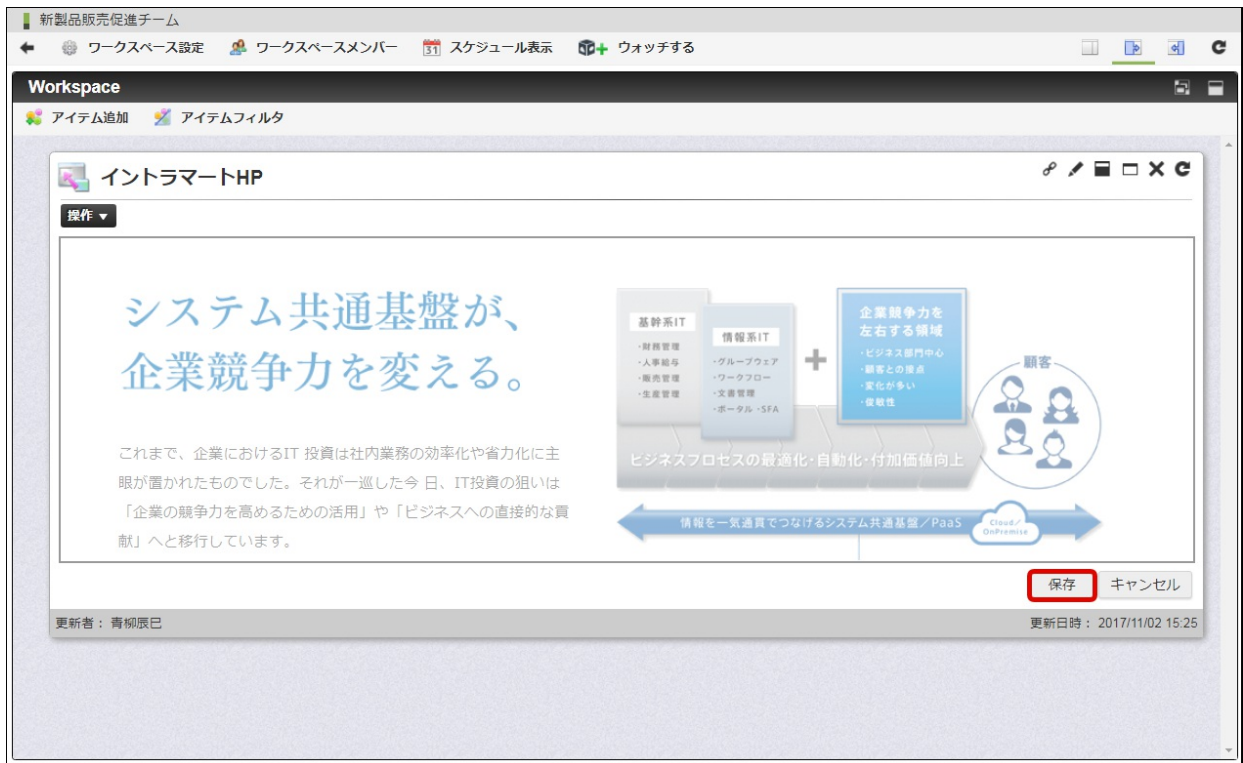 新製品販売促進チーム
ワークスペース設定 ワークスペースメンバー 31 スケジュール表示 ウォッチする
Workspace
アイテム追加 アイテムフィルタ
イントラマートHP
操作 ▼
システム共通基盤が、
企業競争力を変える。
これまで、企業におけるIT 投資は社内業務の効率化や省力化に主
眼が置かれたものでした。それが一巡した今 日、IT投資の狙いは
「企業の競争力を高めるための活用」や「ビジネスへの直接的な貢
献」へと移行しています。
基幹系IT
・財務管理
・人事給与
・販売管理
・生産管理
情報系IT
・グループウェア
・ワークフロー
・文書管理
・ポータル ・SFA
企業競争力を
左右する領域
・ビジネス部門中心
・顧客との接点
・変化が多い
・俊敏性
顧客
ビジネスプロセスの最適化・自動化・付加価値向上
情報を一気通貫でつなげるシステム共通基盤／PaaS
Cloud/
OnPremise
保存 キャンセル
更新者： 青柳辰巳 更新日時： 2017/11/02 15:25